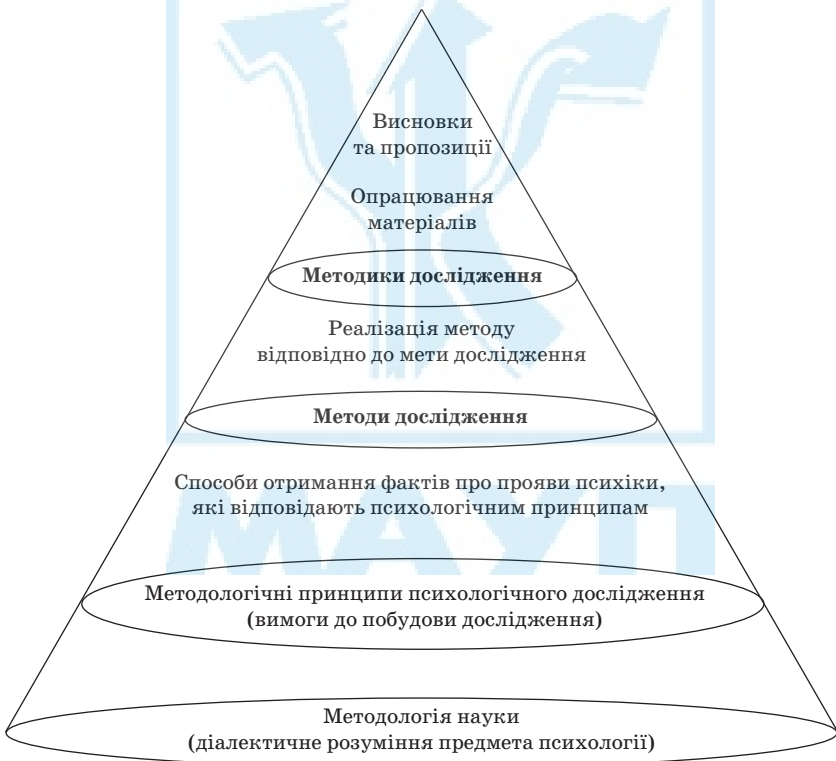 Висновки
та пропозиції
Опрацювання
матеріалів
Методики дослідження
Реалізація методу
відповідно до мети дослідження
Методи дослідження
Способи отримання фактів про прояви психіки,
які відповідають психологічним принципам
МАУП
Методологічні принципи психологічного дослідження
(вимоги до побудови дослідження)
Методологія науки
(діалектичне розуміння предмета психології)